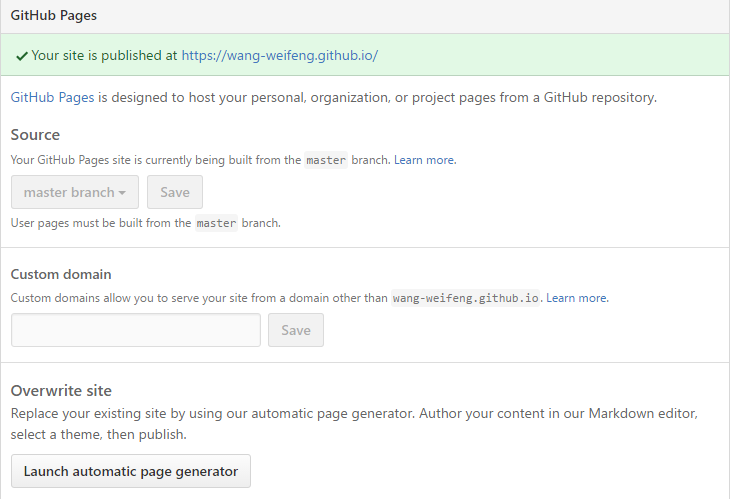 GitHub Pages
Your site is published at https://wang-weifeng.github.io/
GitHub Pages is designed to host your personal, organization, or project pages from a GitHub repository.
Source
Your GitHub Pages site is currently being built from the master branch. Learn more.
master branch Save
User pages must be built from the master branch.
Custom domain
Custom domains allow you to serve your site from a domain other than wang-weifeng.github.io. Learn more.
Save
Overwrite site
Replace your existing site by using our automatic page generator. Author your content in our Markdown editor,
select a theme, then publish.
Launch automatic page generator